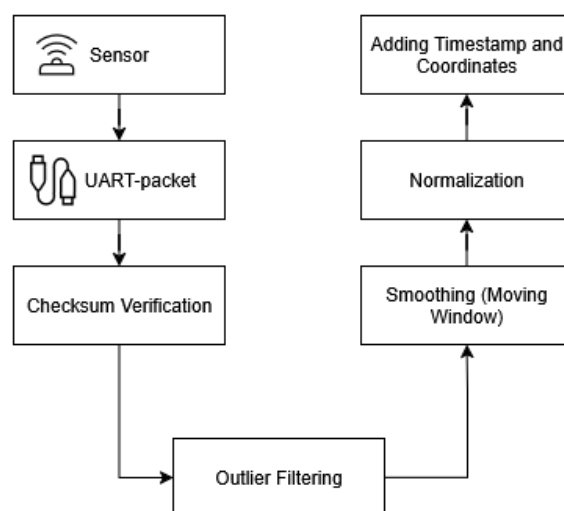 Sensor
UART-packet
Checksum Verification
Outlier Filtering
Smoothing (Moving
Window)
Normalization
Adding Timestamp and
Coordinates